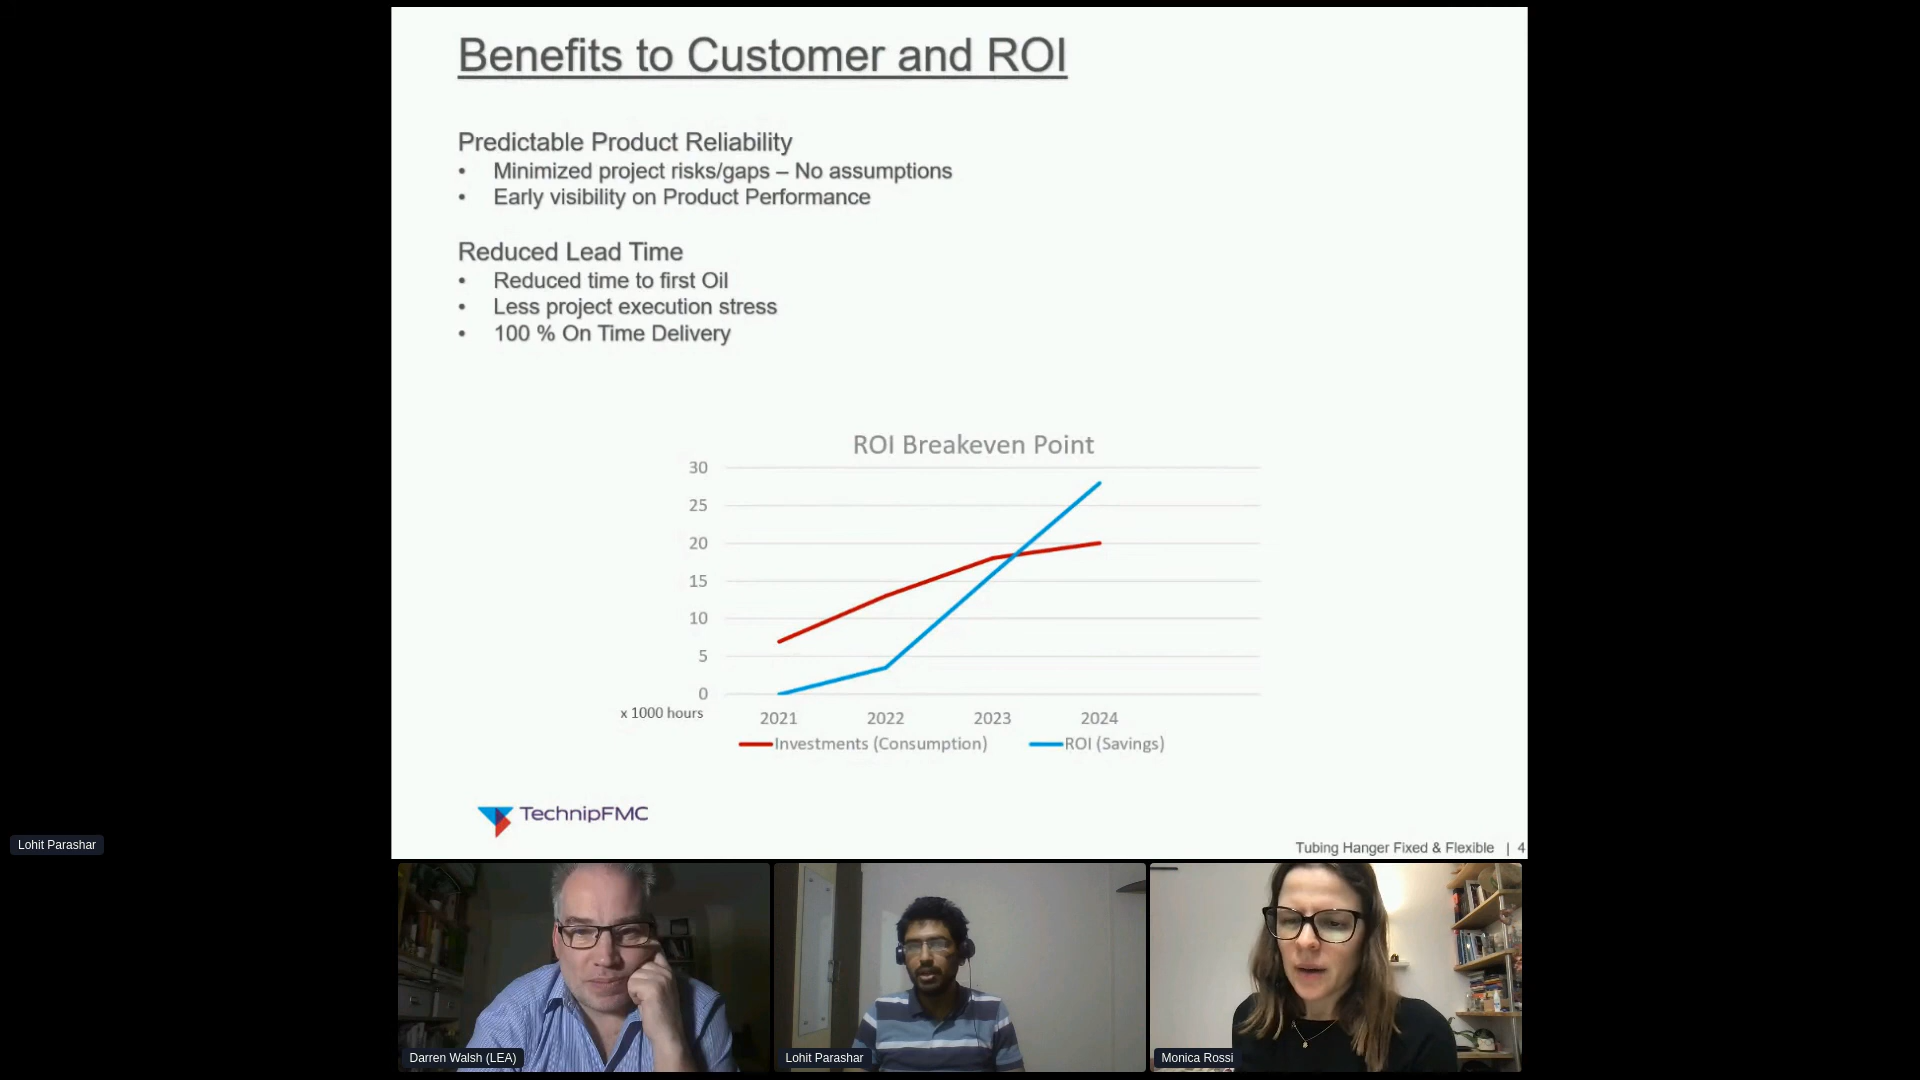 Benefits to Customer and ROI
Predictable Product Reliability
• Minimized project risks/gaps – No assumptions
• Early visibility on Product Performance
Reduced Lead Time
• Reduced time to first Oil
• Less project execution stress
• 100 % On Time Delivery
ROI Breakeven Point
30
25
20
15
10
5
0
x 1000 hours
2021 2022 2023 2024
Investments (Consumption) ROI (Savings)
TechnipFMC
Tubing Hanger Fixed & Flexible | 4
Lohit Parashar
Darren Walsh (LEA)
Lohit Parashar
Monica Rossi